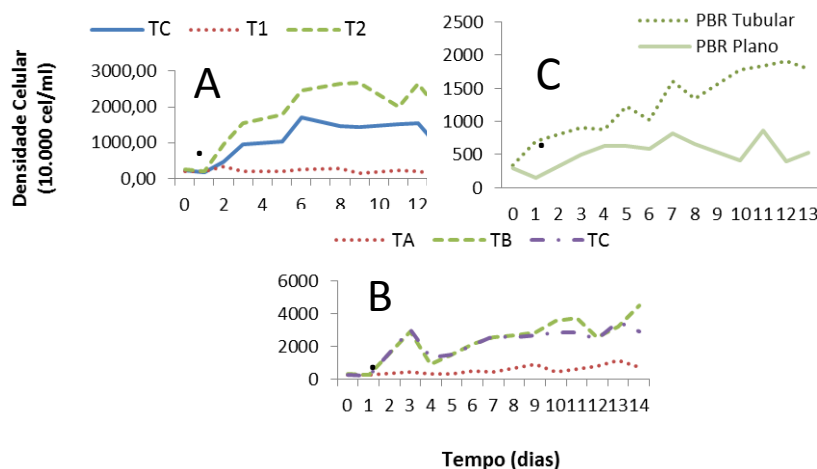 TC T1 T2
A
3000,00
2000,00
1000,00
0,00
0 2 4 6 8 10 12
Densidade Celular
(10.000 cel/ml)
PBR Tubular
PBR Plano
C
2500
2000
1500
1000
500
0
0 1 2 3 4 5 6 7 8 9 10 11 12 13
TA TB TC
B
6000
4000
2000
0
0 1 2 3 4 5 6 7 8 9 10 11 12 13 14
Tempo (dias)